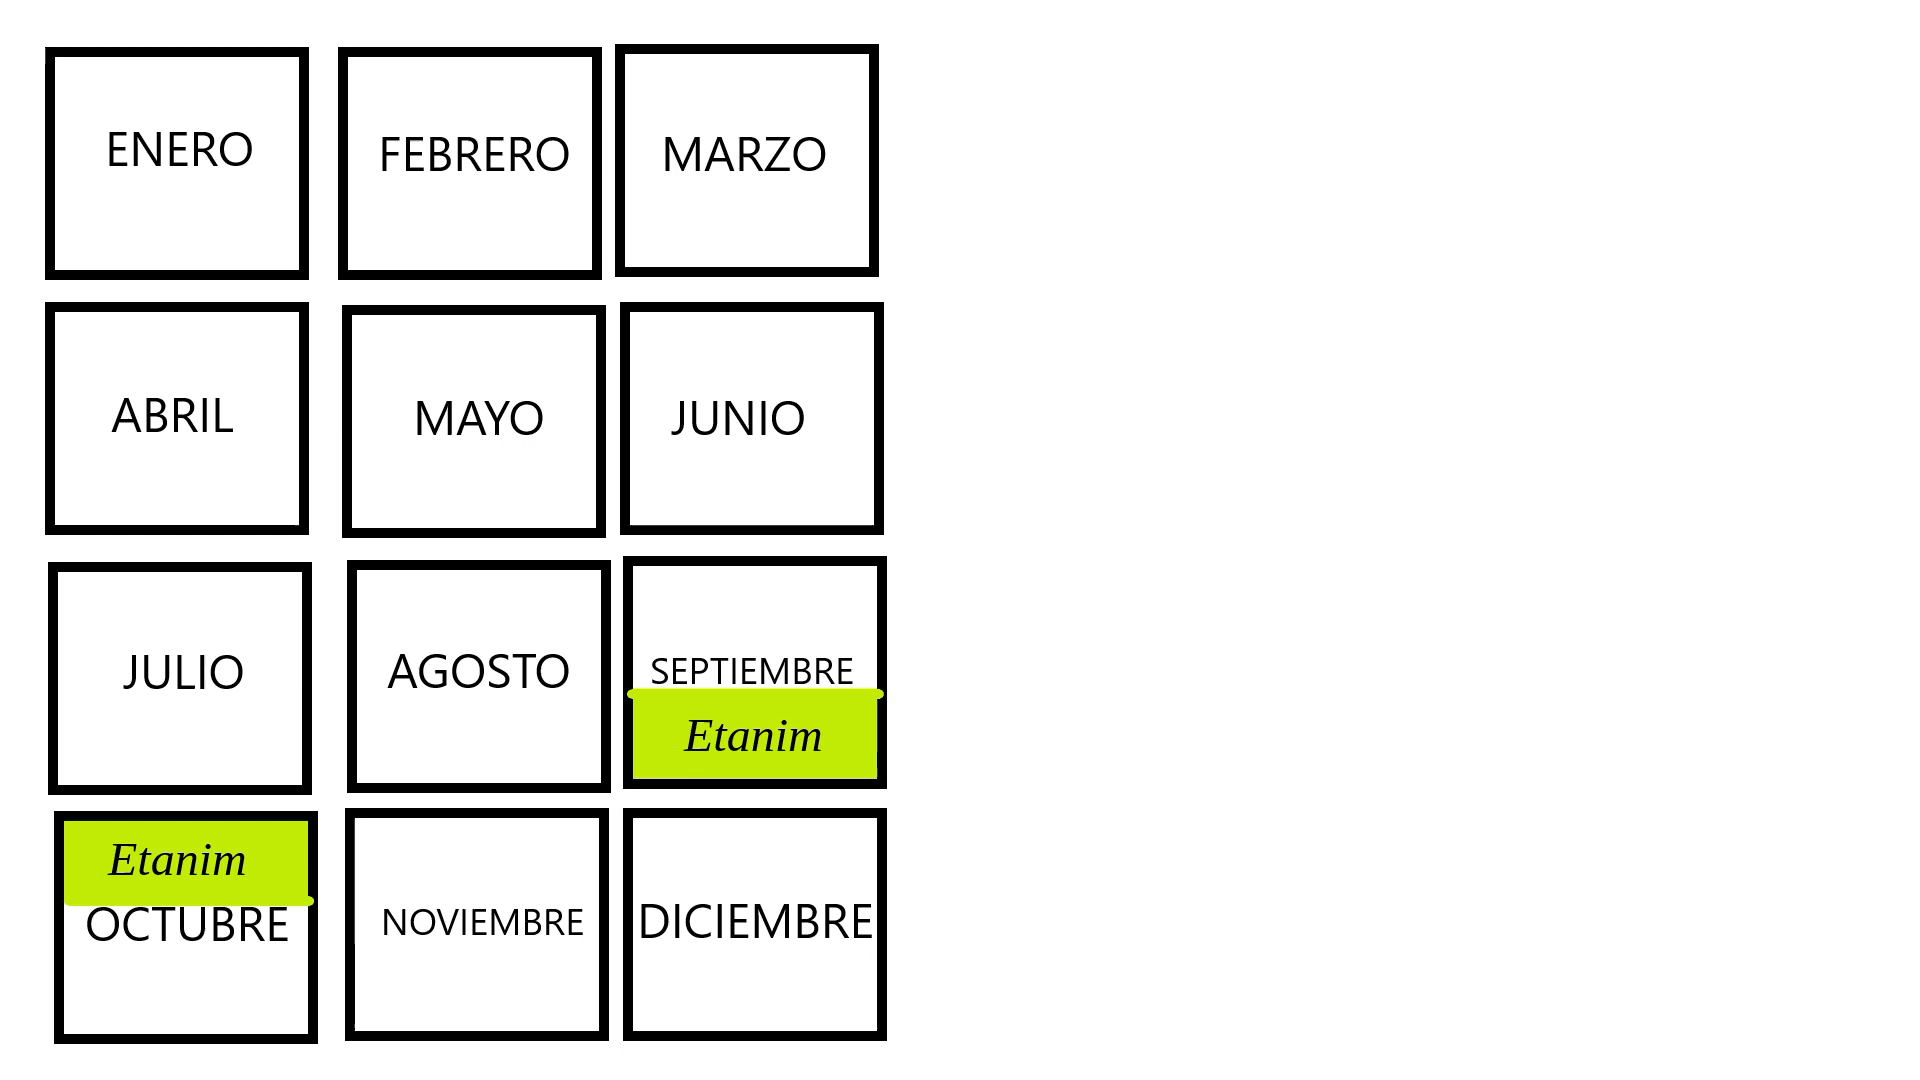 ENERO
FEBRERO
MARZO
ABRIL
MAYO
JUNIO
JULIO
AGOSTO
SEPTIEMBRE
Etanim
Etanim
OCTUBRE
NOVIEMBRE
DICIEMBRE